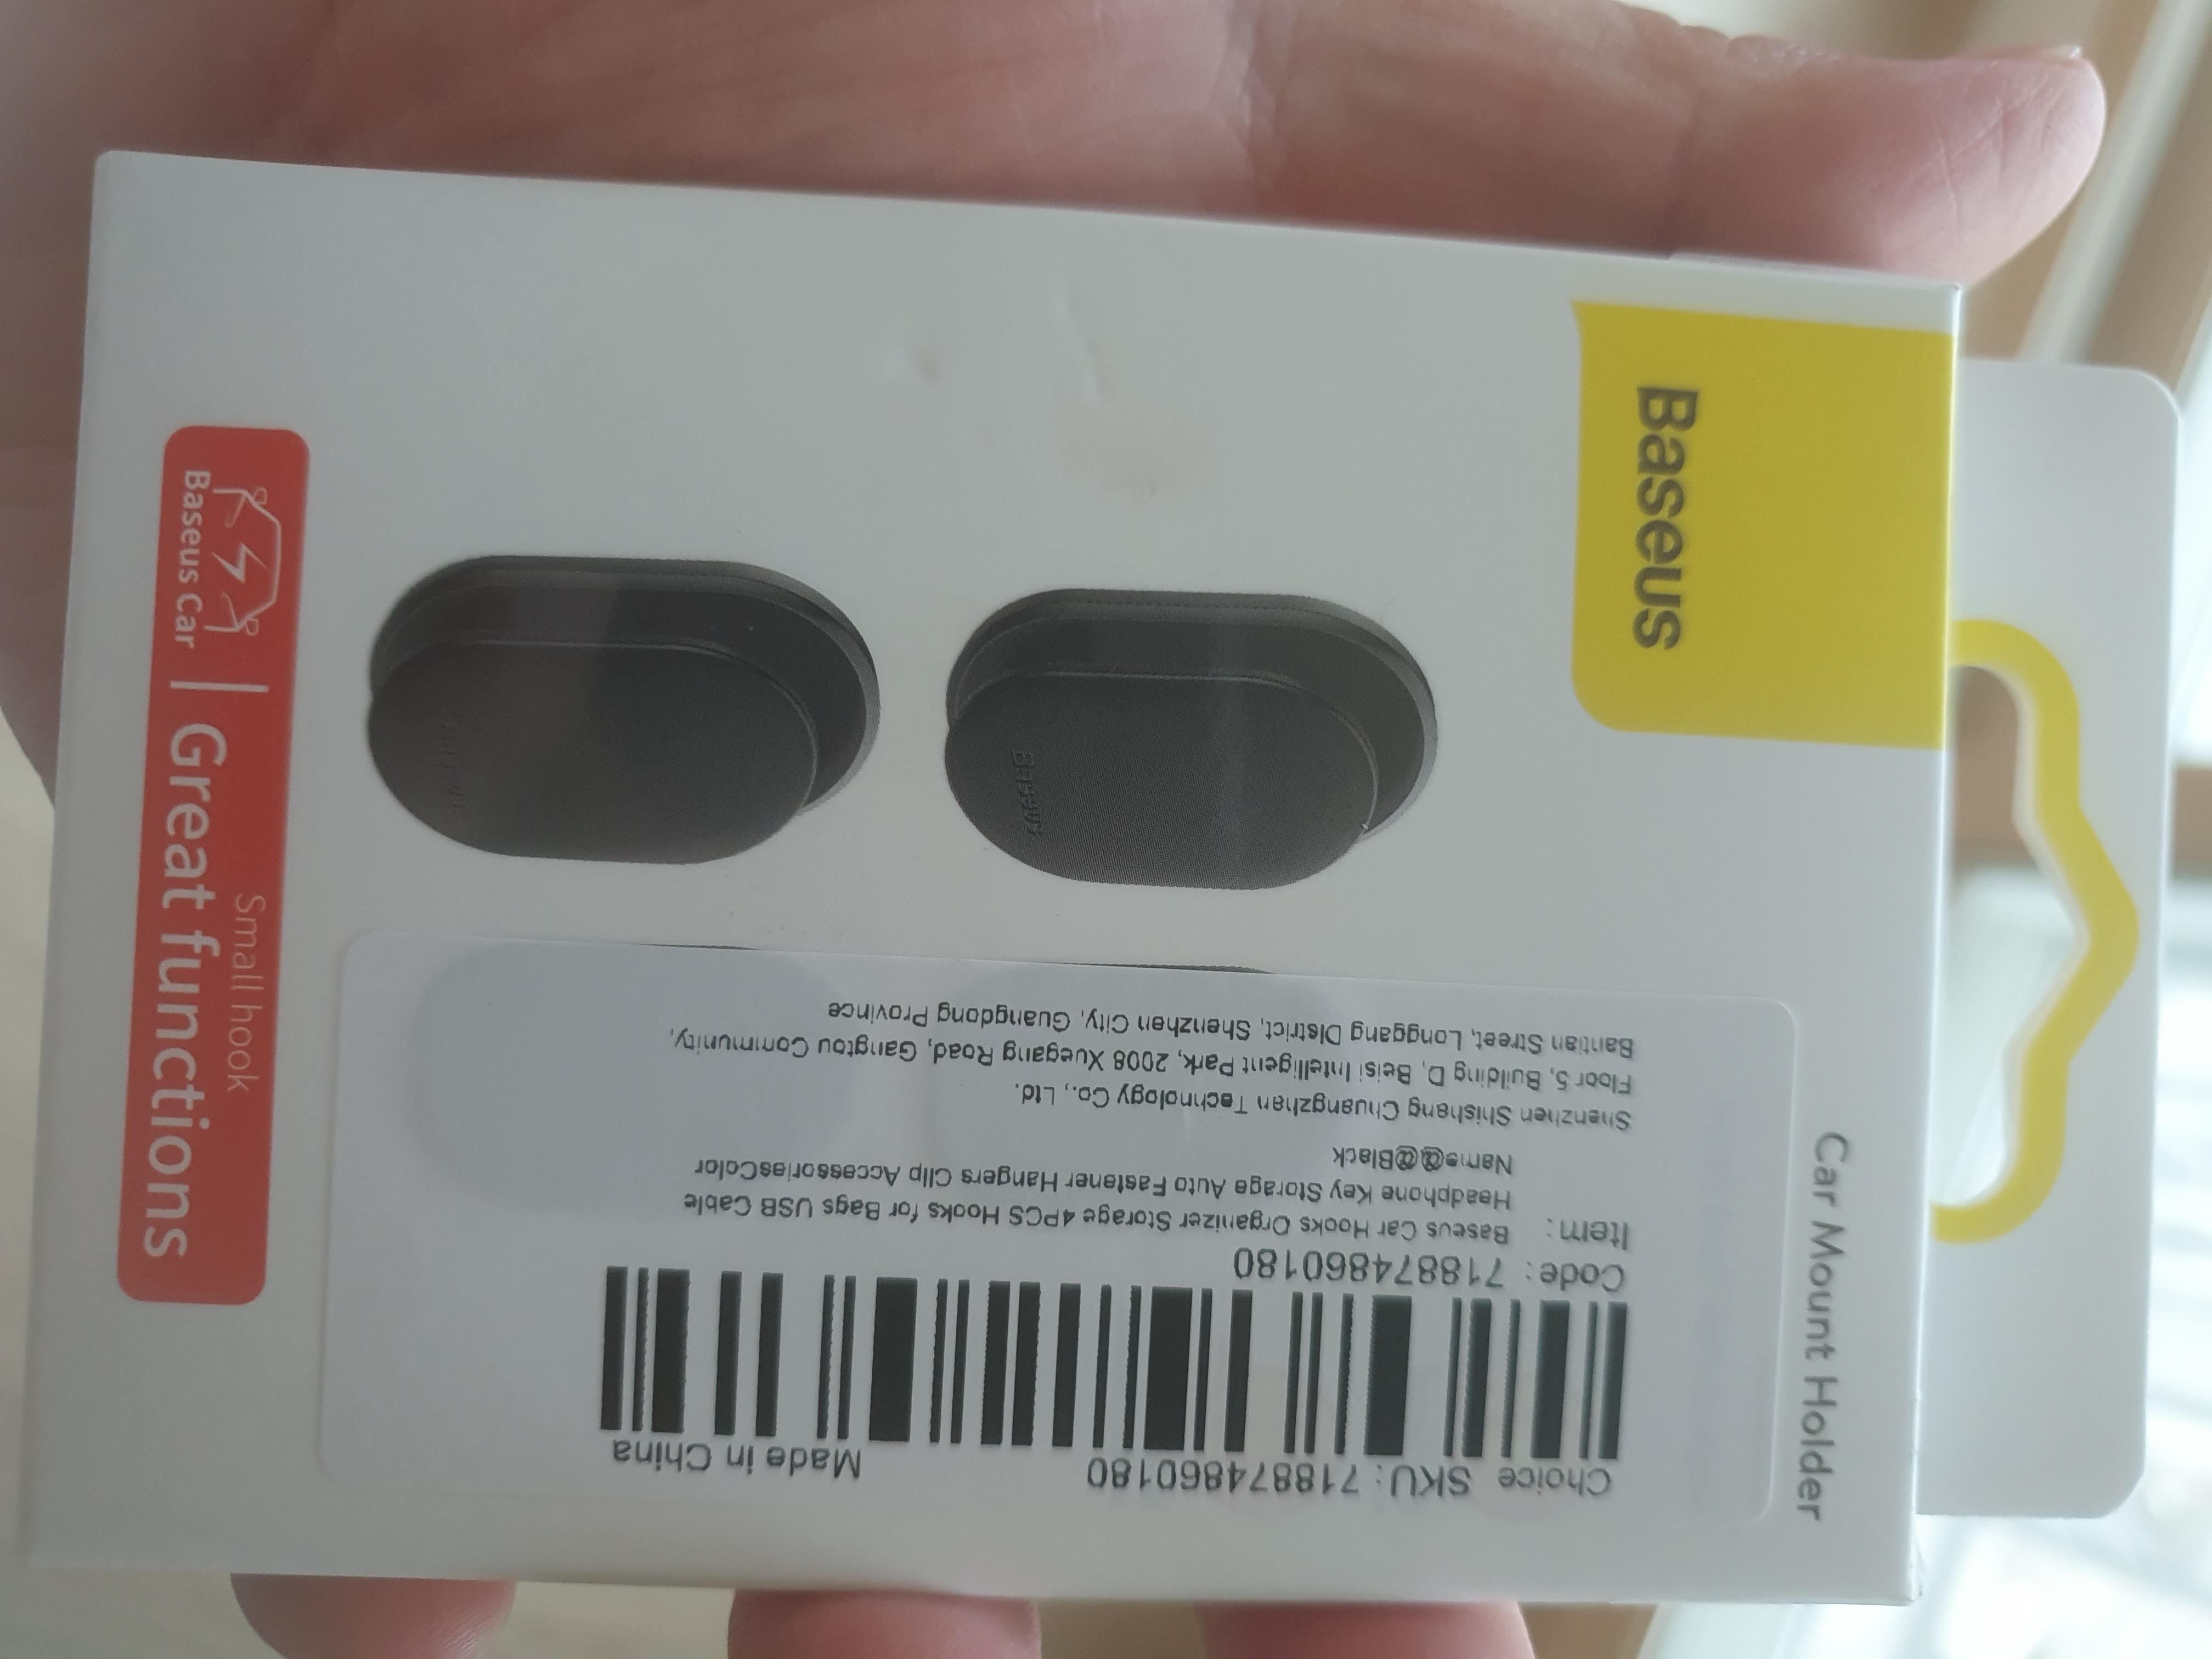 Baseus
Car Mount Holder
Baseus
Small hook
Baseus car | Great functions
Choice SKU: 718874860180 Made in China
Code: 718874860180
Item: Baseus Car Hooks Organizer Storage 4PCS Hooks for Bags USB Cable
Headphone Key Storage Auto Fastener Hangers Clip AccessoriesColor
Name@@Black
Shenzhen Shishang Chuangzhan Technology Co., Ltd.
Floor 5, Building D, Beisi Intelligent Park, 2008 Xuegang Road, Gangtou Community,
Bantian Street, Longgang District, Shenzhen City, Guangdong Province